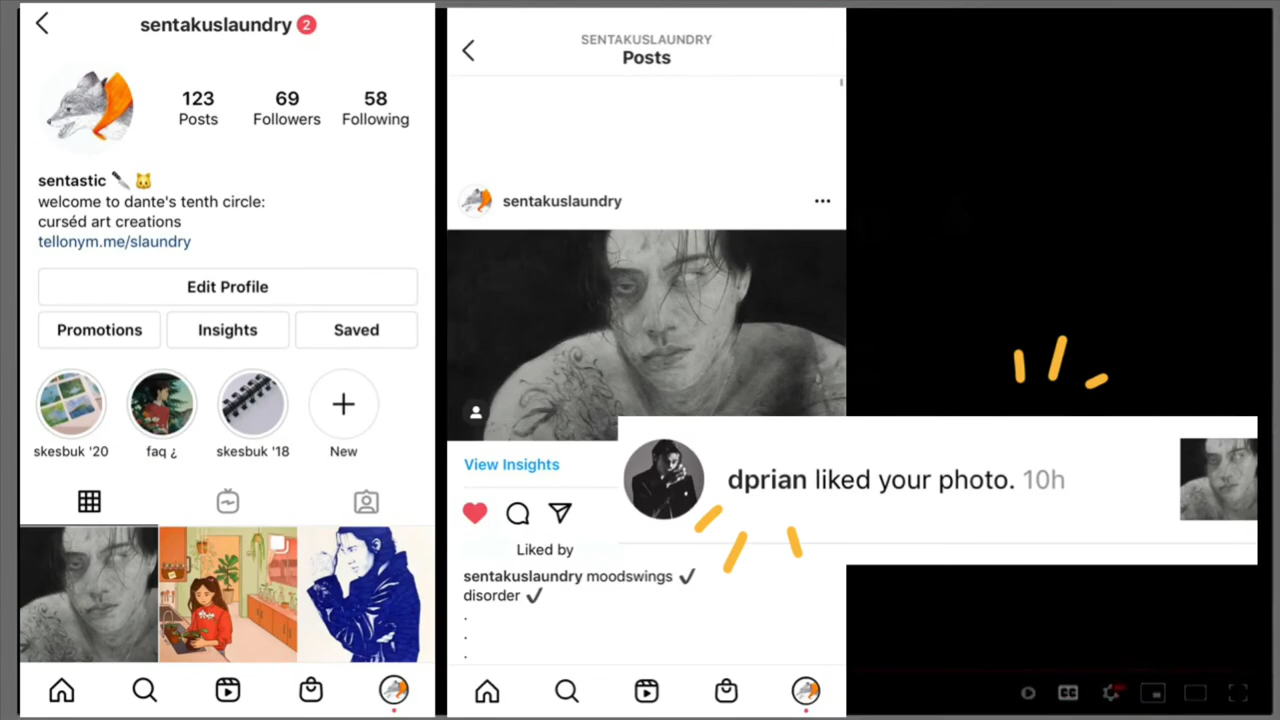 sentakuslaundry 2
123 69 58
Posts Followers Following
sentastic 🔪 🐱
welcome to dante's tenth circle:
curséd art creations
tellonym.me/slaundry
Edit Profile
Promotions Insights Saved
skesbuk '20 faq ¿ skesbuk '18 New
SENTAKUSLAUNDRY
Posts
sentakuslaundry
View Insights
Liked by
sentakuslaundry moodswings ✔
disorder ✔
.
.
.
dprian liked your photo. 10h
CC